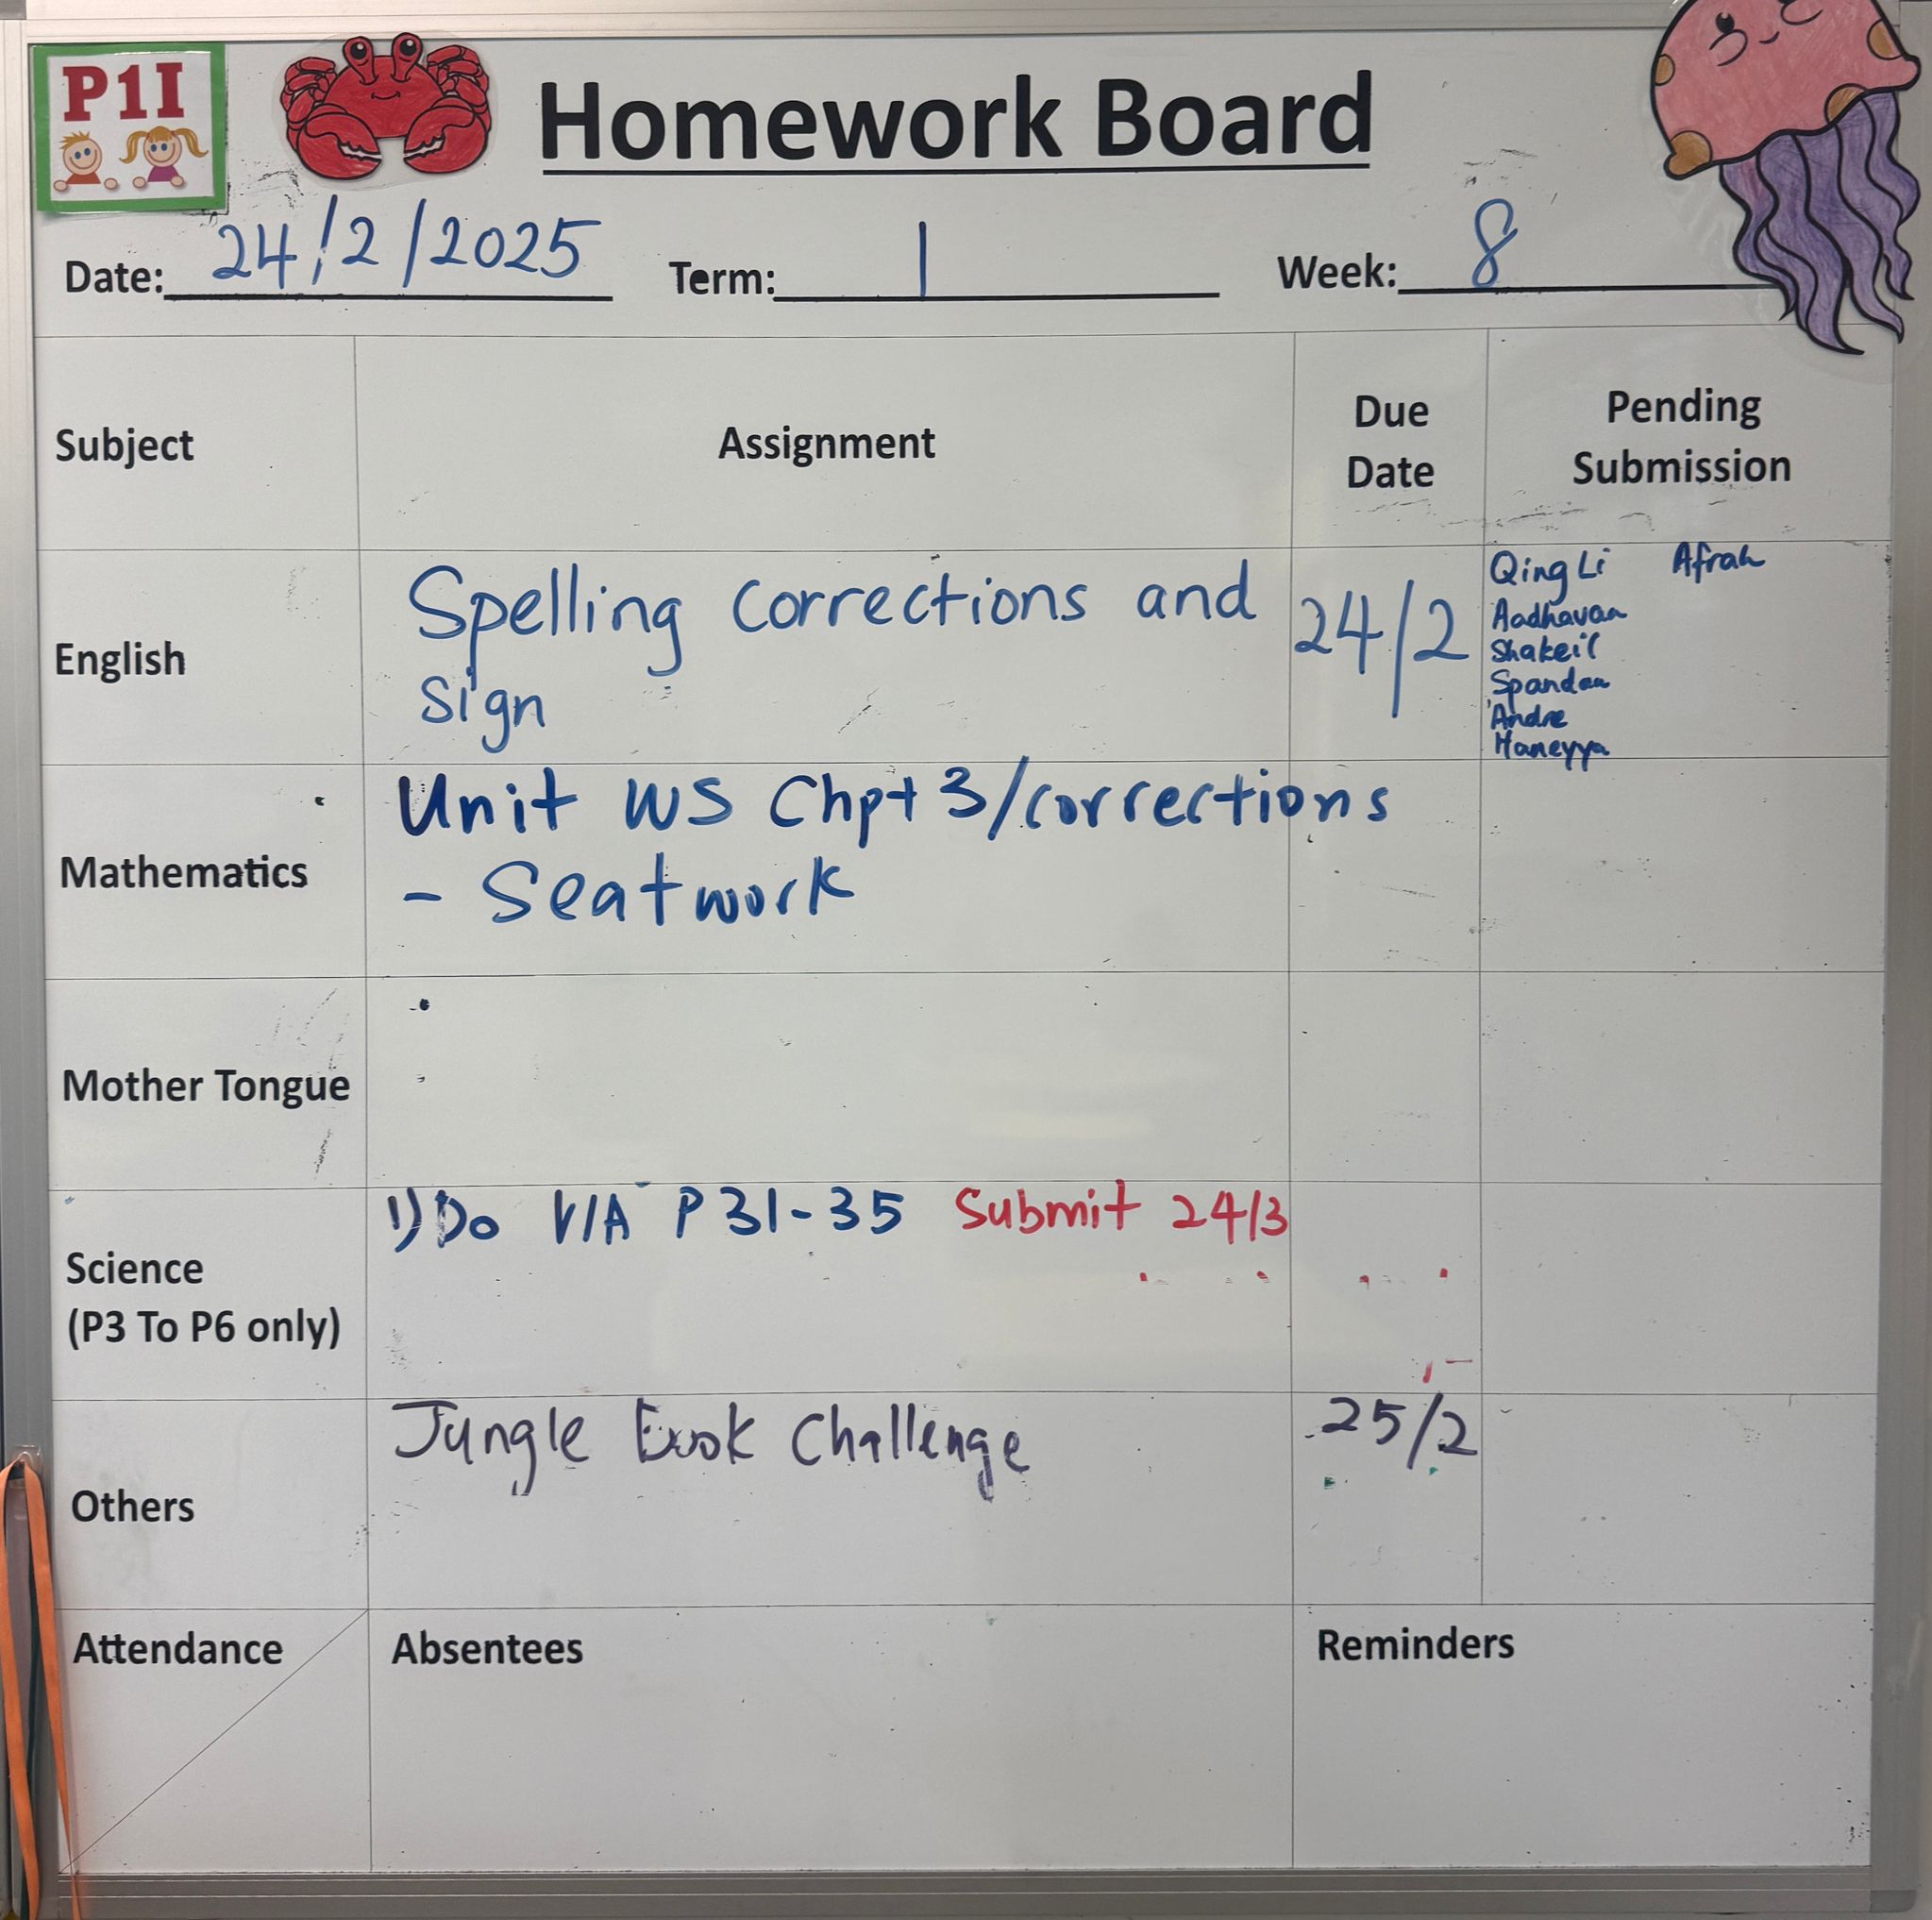 P1I
Homework Board
Date: 24/2/2025 Term: 1 Week: 8
Subject Assignment Due Date Pending Submission
English
Spelling Corrections and
sign
24/2
Qing Li Afrah
Aadhavan
Shakeil
Spandan
Andre
Haneyya
Mathematics
Unit WS Chpt 3/corrections
- Seatwork
Mother Tongue
Science
(P3 To P6 only)
1) Do V/A P 31-35 Submit 24/3
Others
Jungle Book Challenge 25/2
Attendance Absentees Reminders